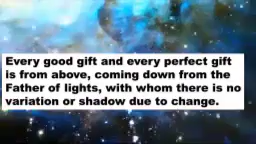 Every good gift and every perfect gift
is from above, coming down from the
Father of lights, with whom there is no
variation or shadow due to change.